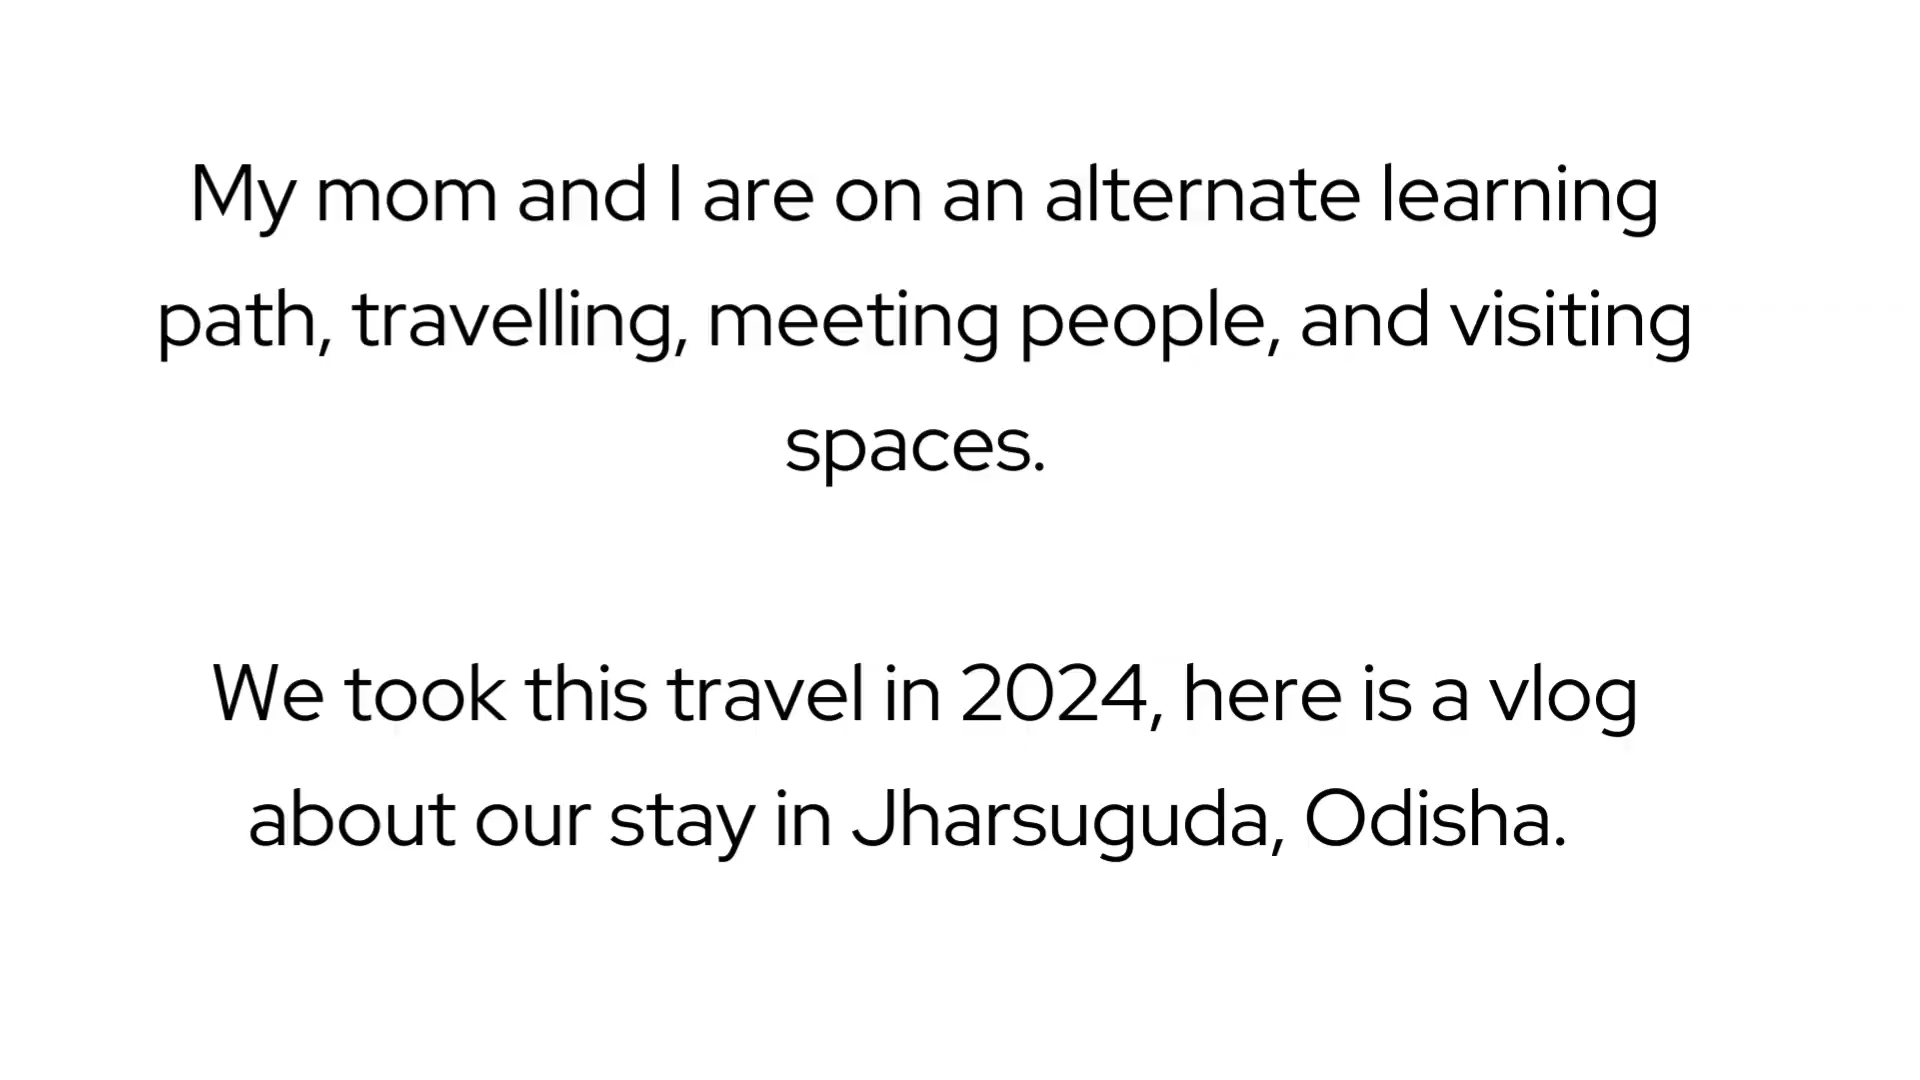 My mom and I are on an alternate learning
path, travelling, meeting people, and visiting
spaces.
We took this travel in 2024, here is a vlog
about our stay in Jharsuguda, Odisha.